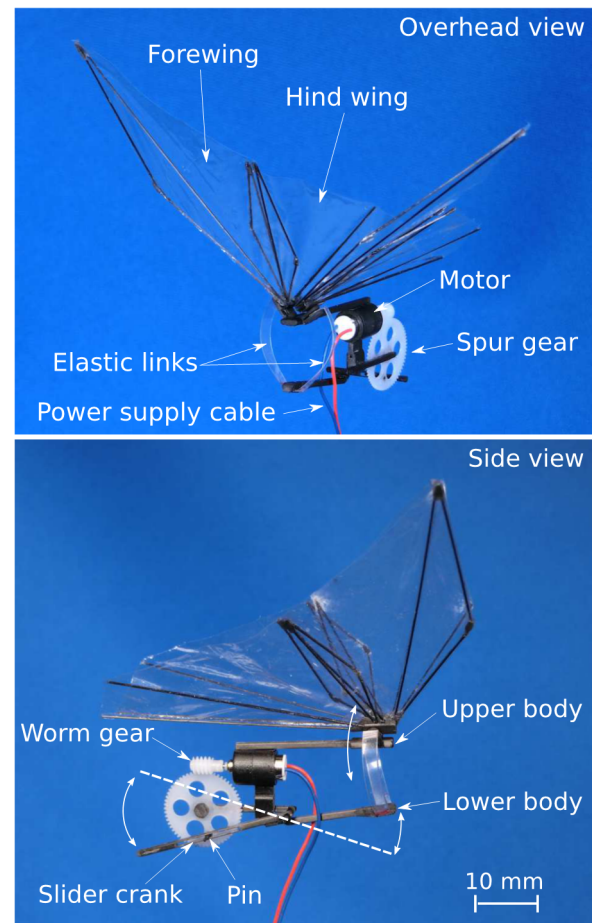 Overhead view
Forewing
Hind wing
Motor
Spur gear
Elastic links
Power supply cable
Side view
Upper body
Worm gear
Lower body
Slider crank
Pin
10 mm